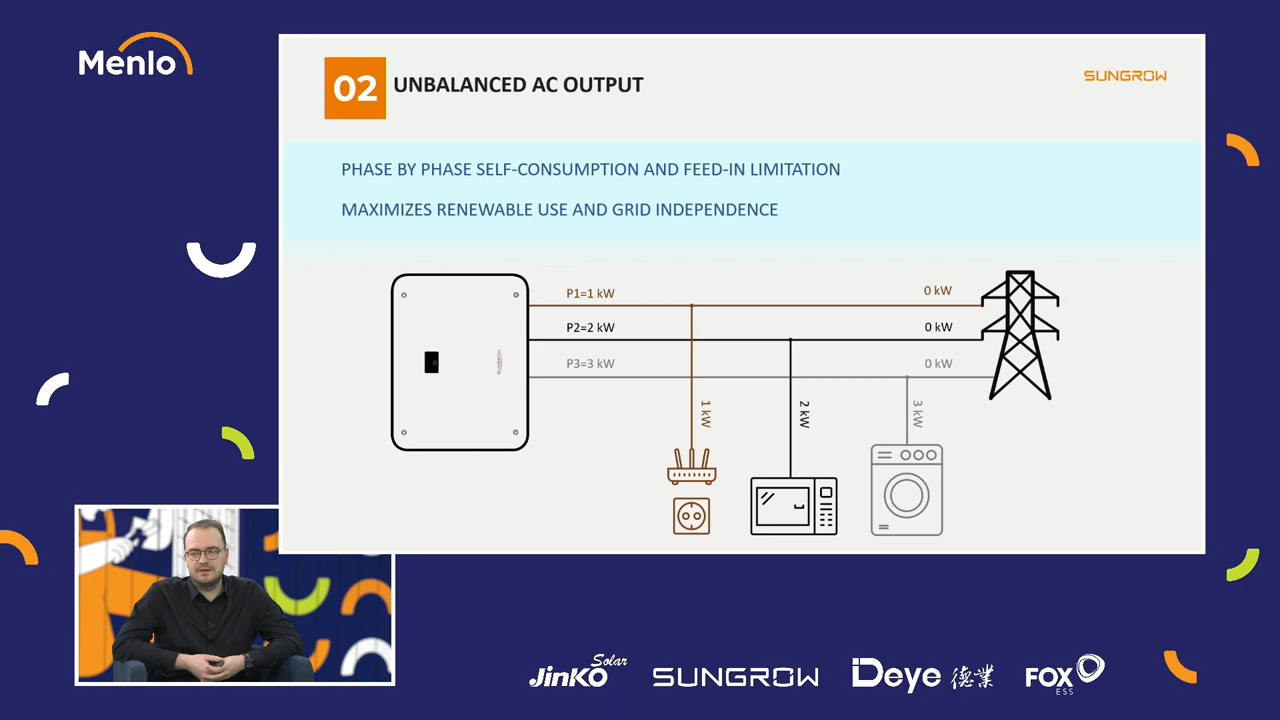 Menlo
02
UNBALANCED AC OUTPUT
SUNGROW
PHASE BY PHASE SELF-CONSUMPTION AND FEED-IN LIMITATION
MAXIMIZES RENEWABLE USE AND GRID INDEPENDENCE
P1=1 kW
0 kW
P2=2 kW
0 kW
P3=3 kW
0 kW
SUNGROW
1 kW
2 kW
3 kW
JinKO Solar
SUNGROW
Deye 德業
FOX ESS